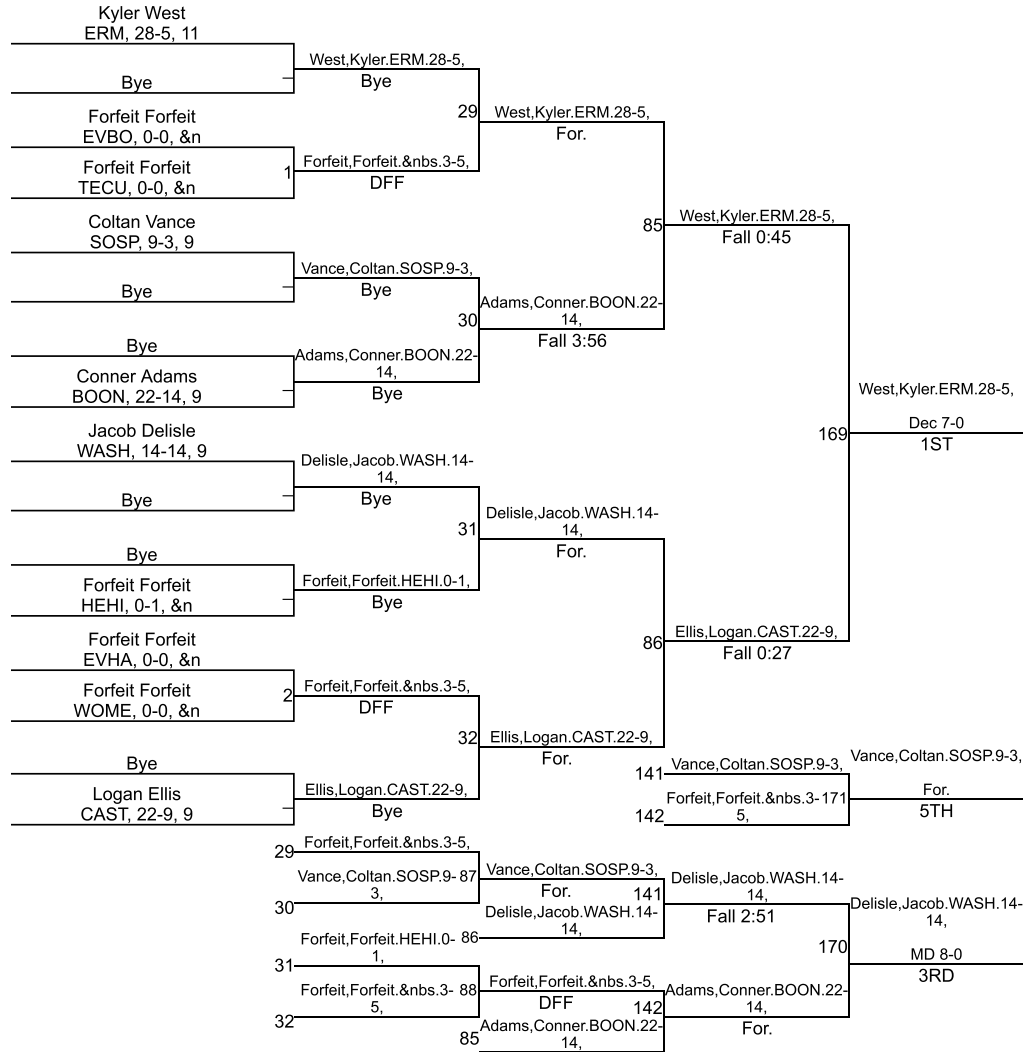 Kyler West
ERM, 28-5, 11
Bye
West,Kyler.ERM.28-5,
Bye
Forfeit Forfeit
EVBO, 0-0, &n
Forfeit Forfeit
TECU, 0-0, &n
1
Forfeit,Forfeit.&nbs.3-5,
DFF
29
West,Kyler.ERM.28-5,
For.
Coltan Vance
SOSP, 9-3, 9
Bye
Vance,Coltan.SOSP.9-3,
Bye
Bye
Conner Adams
BOON, 22-14, 9
Adams,Conner.BOON.22-
14,
Bye
30
Adams,Conner.BOON.22-
14,
Fall 3:56
85
West,Kyler.ERM.28-5,
Fall 0:45
Jacob Delisle
WASH, 14-14, 9
Bye
Delisle,Jacob.WASH.14-
14,
Bye
Bye
Forfeit Forfeit
HEHI, 0-1, &n
Forfeit,Forfeit.HEHI.0-1,
Bye
31
Delisle,Jacob.WASH.14-
14,
For.
Forfeit Forfeit
EVHA, 0-0, &n
Forfeit Forfeit
WOME, 0-0, &n
2
Forfeit,Forfeit.&nbs.3-5,
DFF
Bye
Logan Ellis
CAST, 22-9, 9
Ellis,Logan.CAST.22-9,
Bye
32
Ellis,Logan.CAST.22-9,
For.
86
Ellis,Logan.CAST.22-9,
Fall 0:27
169
West,Kyler.ERM.28-5,
Dec 7-0
1ST
141
Vance,Coltan.SOSP.9-3,
142
Forfeit,Forfeit.&nbs.3-
5,
171
Vance,Coltan.SOSP.9-3,
For.
5TH
29
Forfeit,Forfeit.&nbs.3-5,
30
Vance,Coltan.SOSP.9-
3,
87
Vance,Coltan.SOSP.9-3,
For.
86
Delisle,Jacob.WASH.14-
14,
141
Delisle,Jacob.WASH.14-
14,
Fall 2:51
31
Forfeit,Forfeit.HEHI.0-
1,
32
Forfeit,Forfeit.&nbs.3-
5,
88
Forfeit,Forfeit.&nbs.3-5,
DFF
85
Adams,Conner.BOON.22-
14,
142
Adams,Conner.BOON.22-
14,
For.
170
Delisle,Jacob.WASH.14-
14,
MD 8-0
3RD